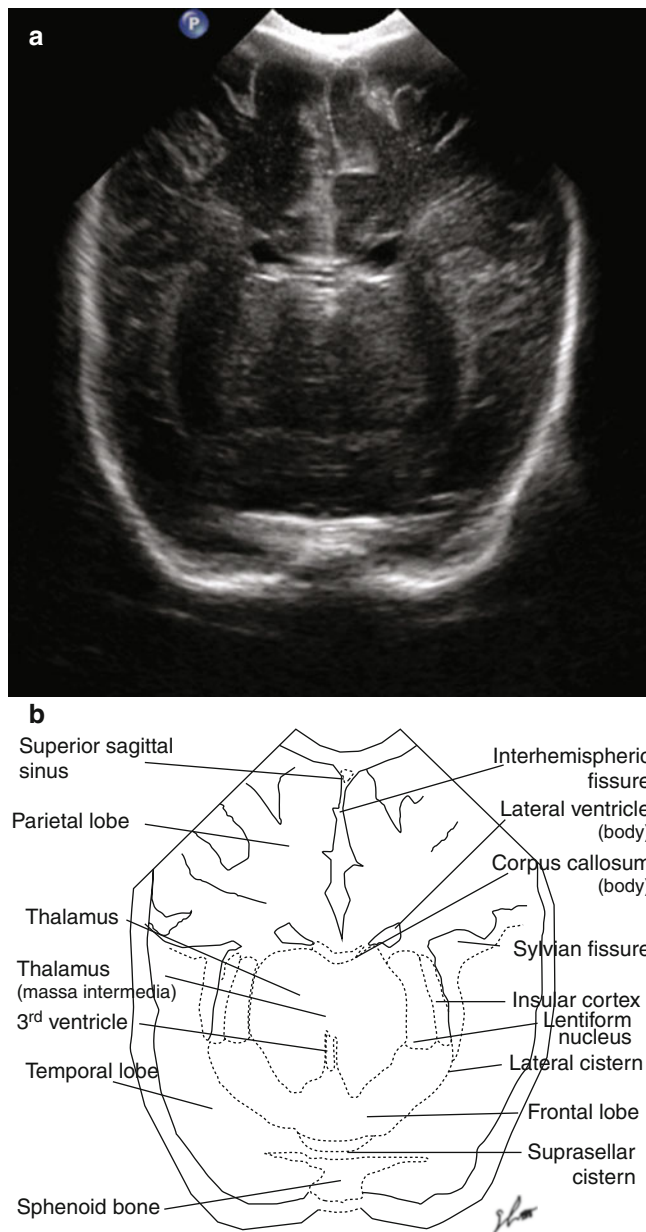 P
a
b
Superior sagittal
sinus
Parietal lobe
Thalamus
Thalamus
(massa intermedia)
3rd ventricle
Temporal lobe
Sphenoid bone
Interhemispheric
fissure
Lateral ventricle
(body)
Corpus callosum
(body)
Sylvian fissure
Insular cortex
Lentiform
nucleus
Lateral cistern
Frontal lobe
Suprasellar
cistern